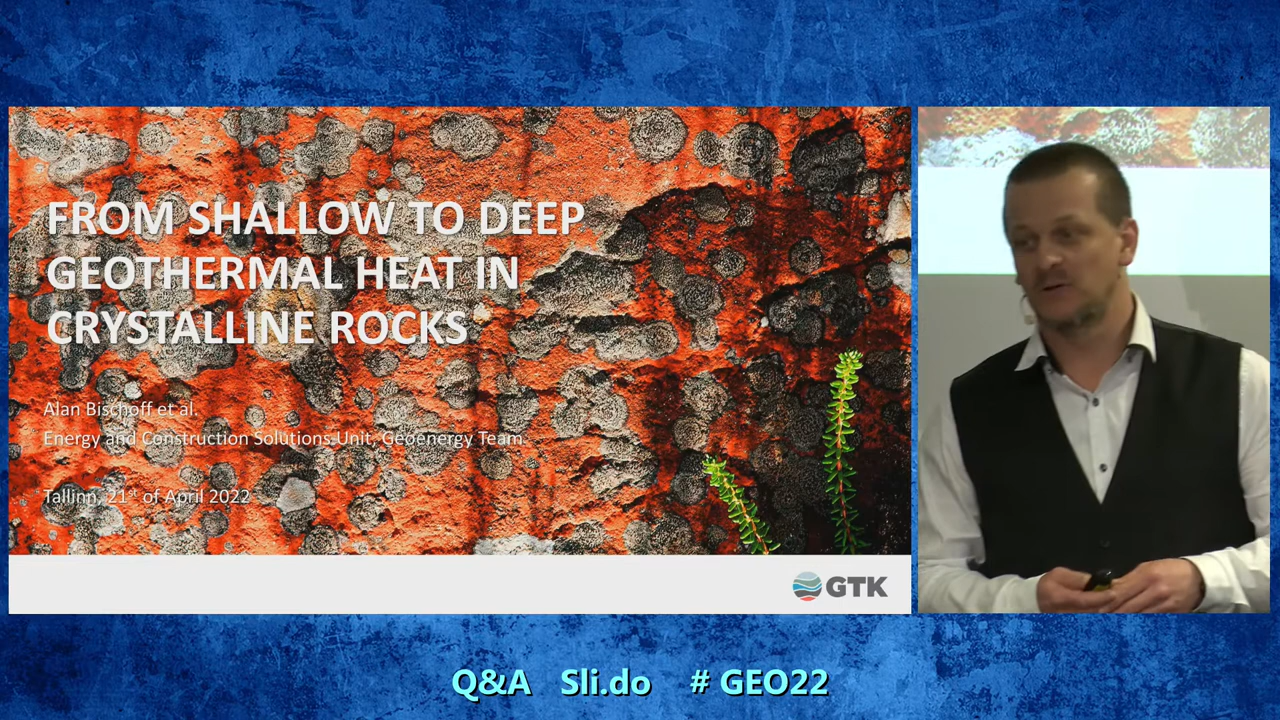 FROM SHALLOW TO DEEP
GEOTHERMAL HEAT IN
CRYSTALLINE ROCKS
Alan Bischoff et al.
Energy and Construction Solutions Unit, Geoenergy Team
Tallinn, 21st of April 2022
GTK
Q&A Sli.do # GEO22